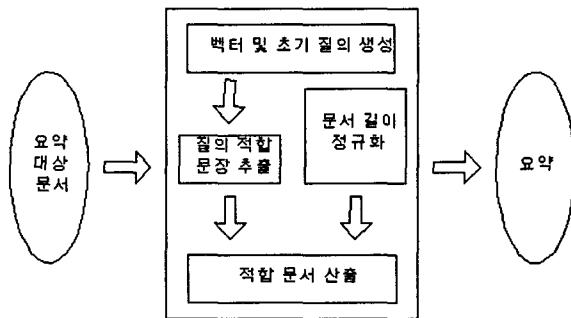 벡터 및 초기 질의 생성
요약
대상
문서
질의 적합
문장 추출
문서 길이
정규화
요약
적합 문서 산출